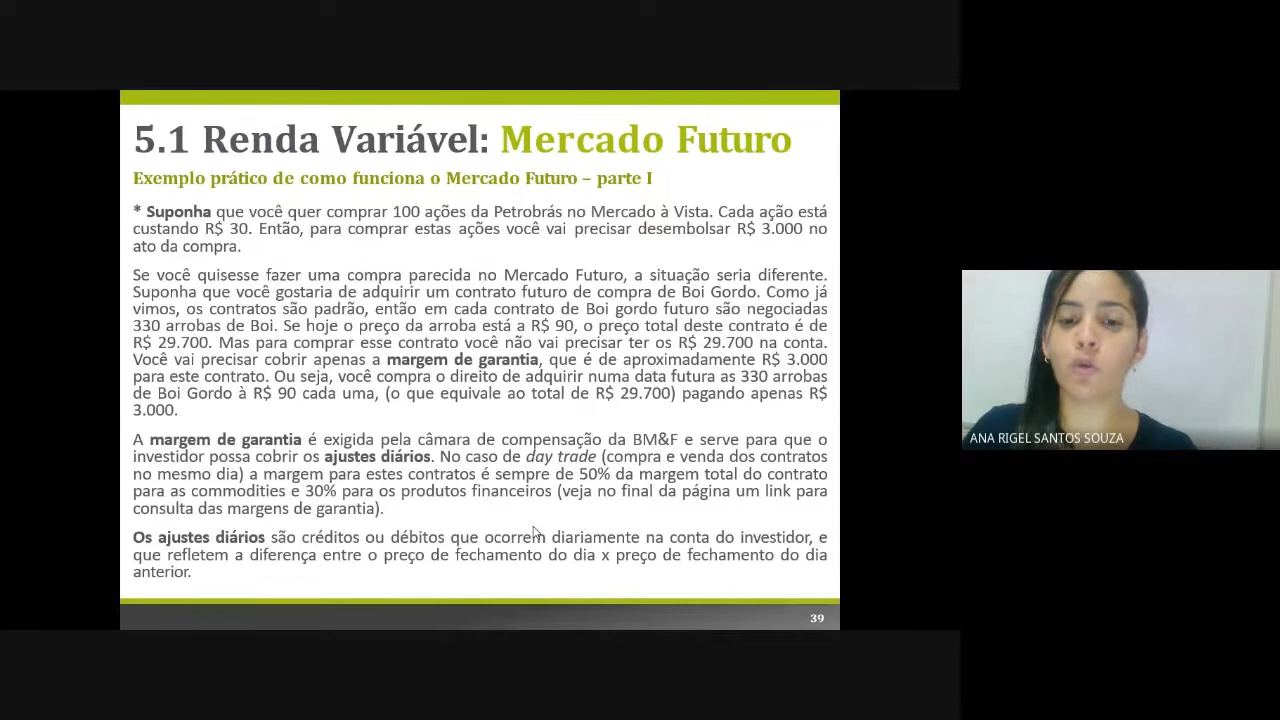 5.1 Renda Variável: Mercado Futuro
Exemplo prático de como funciona o Mercado Futuro – parte I
* Suponha que você quer comprar 100 ações da Petrobrás no Mercado à Vista. Cada ação está
custando R$ 30. Então, para comprar estas ações você vai precisar desembolsar R$ 3.000 no
ato da compra.
Se você quisesse fazer uma compra parecida no Mercado Futuro, a situação seria diferente.
Suponha que você gostaria de adquirir um contrato futuro de compra de Boi Gordo. Como já
vimos, os contratos são padrão, então em cada contrato de Boi gordo futuro são negociadas
330 arrobas de Boi. Se hoje o preço da arroba está a R$ 90, o preço total deste contrato é de
R$ 29.700. Mas para comprar esse contrato você não vai precisar ter os R$ 29.700 na conta.
Você vai precisar cobrir apenas a margem de garantia, que é de aproximadamente R$ 3.000
para este contrato. Ou seja, você compra o direito de adquirir numa data futura as 330 arrobas
de Boi Gordo à R$ 90 cada uma, (o que equivale ao total de R$ 29.700) pagando apenas R$
3.000.
A margem de garantia é exigida pela câmara de compensação da BM&F e serve para que o
investidor possa cobrir os ajustes diários. No caso de day trade (compra e venda dos contratos
no mesmo dia) a margem para estes contratos é sempre de 50% da margem total do contrato
para as commodities e 30% para os produtos financeiros (veja no final da página um link para
consulta das margens de garantia).
Os ajustes diários são créditos ou débitos que ocorrem diariamente na conta do investidor, e
que refletem a diferença entre o preço de fechamento do dia x preço de fechamento do dia
anterior.
39
ANA RIGEL SANTOS SOUZA